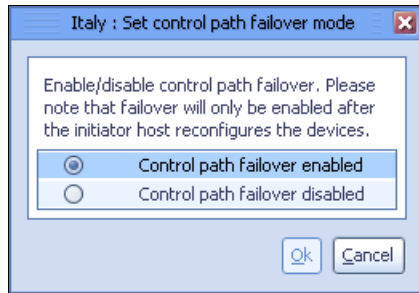 Italy : Set control path failover mode
Enable/disable control path failover. Please
note that failover will only be enabled after
the initiator host reconfigures the devices.
Control path failover enabled
Control path failover disabled
Ok
Cancel